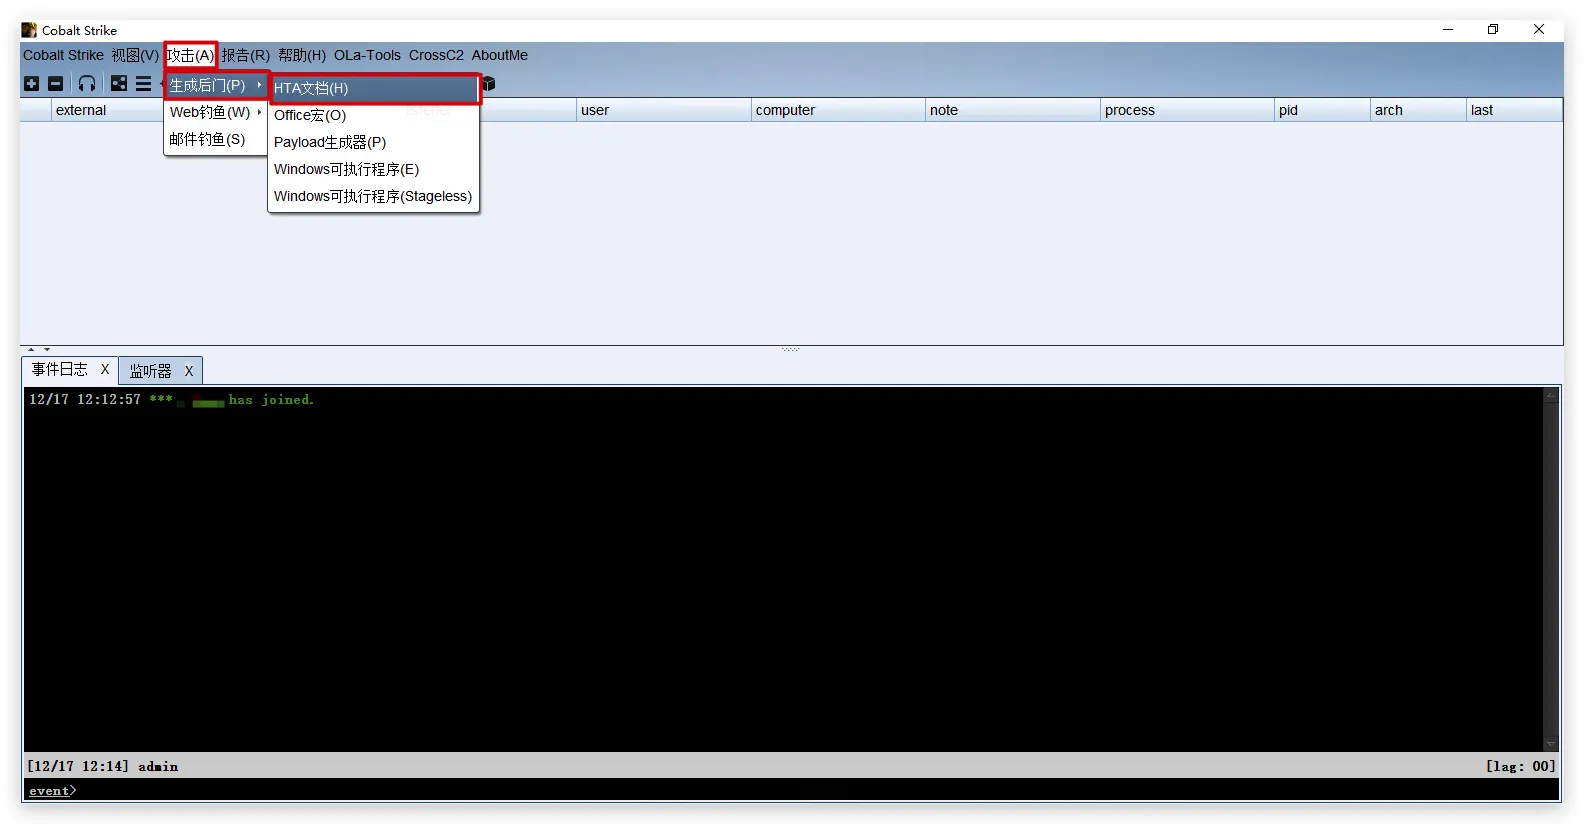 Cobalt Strike
Cobalt Strike 视图(V) 攻击(A) 报告(R) 帮助(H) OLa-Tools CrossC2 AboutMe
生成后门(P)
Web钓鱼(W)
邮件钓鱼(S)
HTA文档(H)
Office宏(O)
Payload生成器(P)
Windows可执行程序(E)
Windows可执行程序(Stageless)
external listener user computer note process pid arch last
事件日志 X 监听器 X
12/17 12:12:57 *** has joined.
[12/17 12:14] admin [lag: 00]
event>